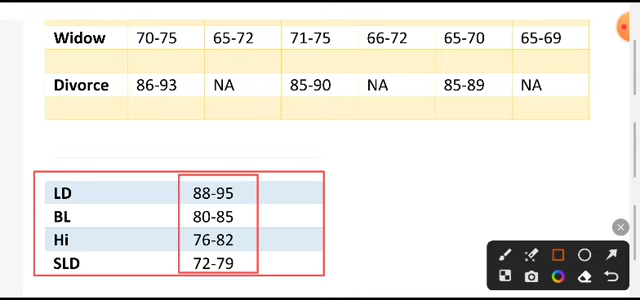 Widow 70-75 65-72 71-75 66-72 65-70 65-69
Divorce 86-93 NA 85-90 NA 85-89 NA
LD 88-95
BL 80-85
Hi 76-82
SLD 72-79